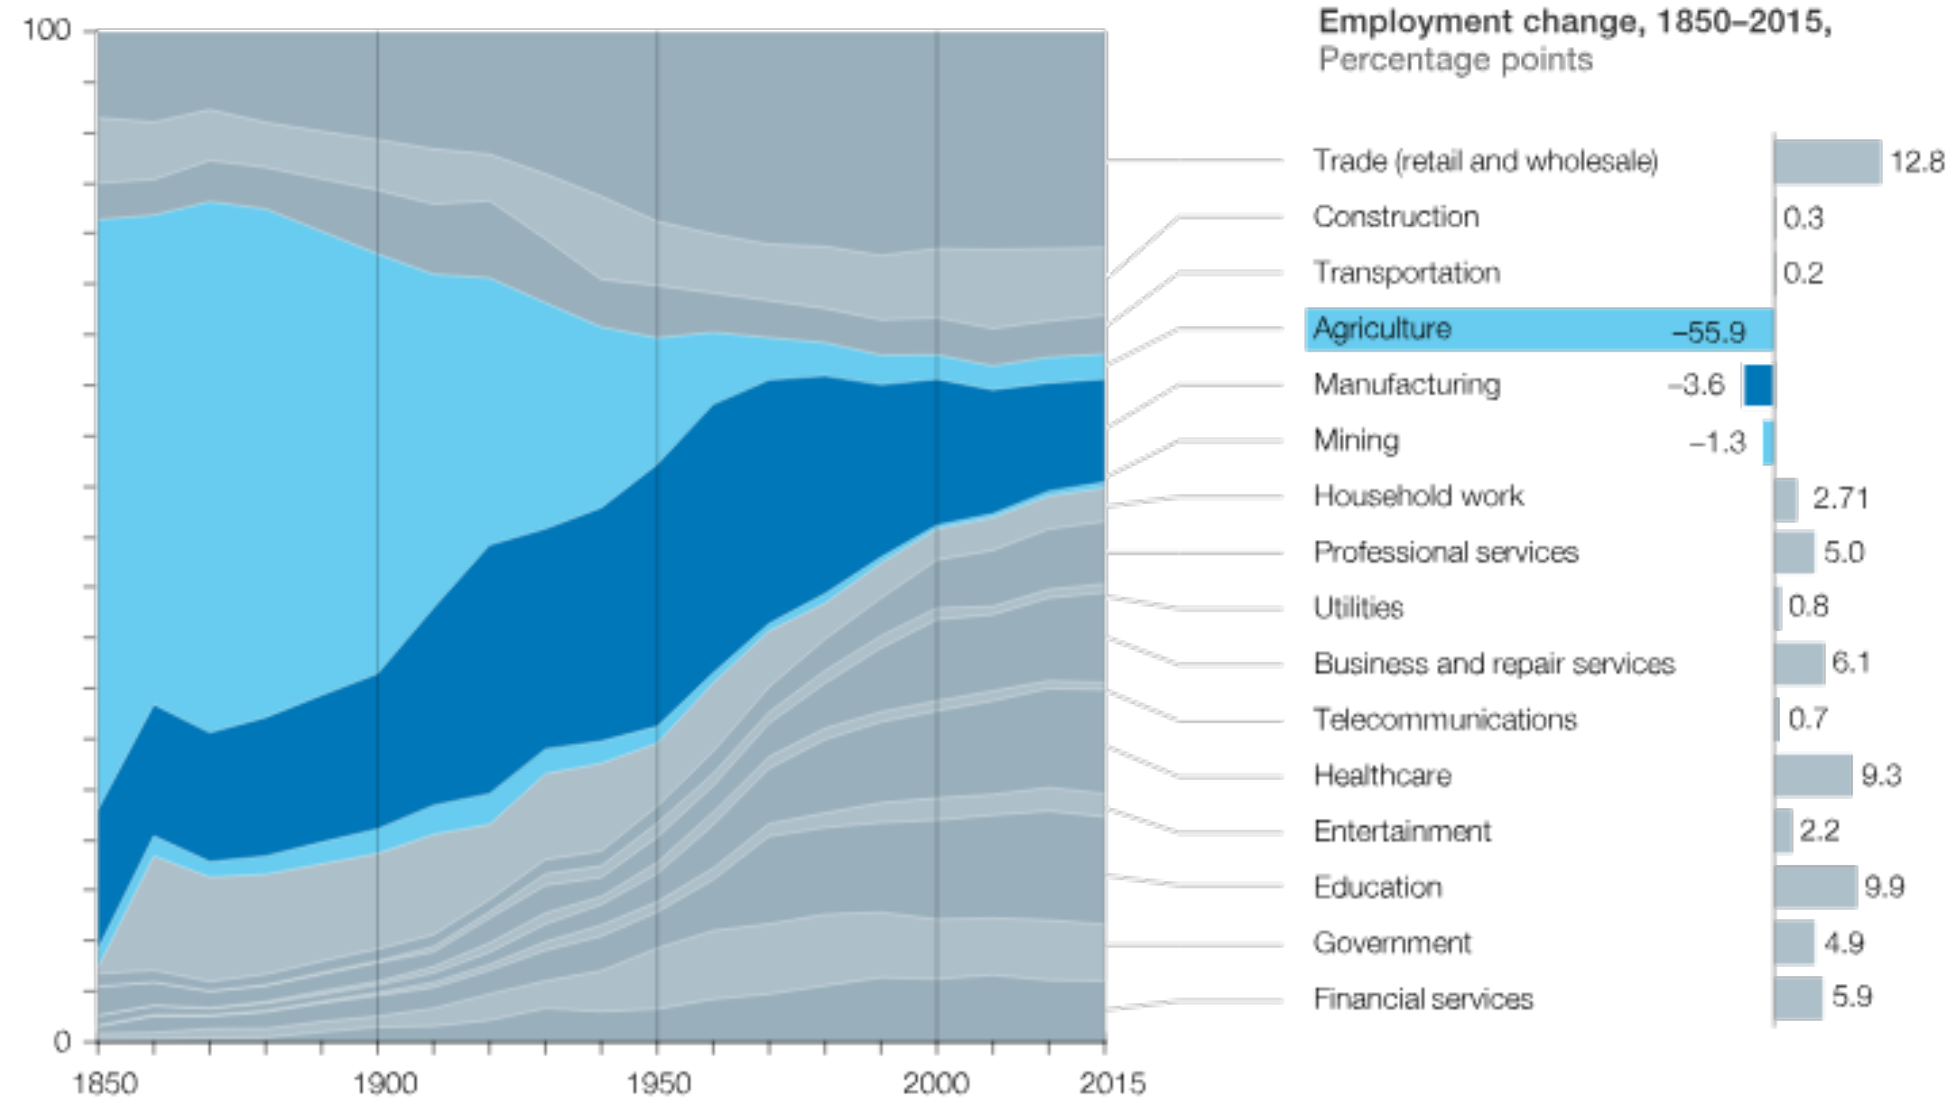 Employment change, 1850–2015,
Percentage points
100
0
1850
1900
1950
2000
2015
Trade (retail and wholesale) 12.8
Construction 0.3
Transportation 0.2
Agriculture –55.9
Manufacturing –3.6
Mining –1.3
Household work 2.71
Professional services 5.0
Utilities 0.8
Business and repair services 6.1
Telecommunications 0.7
Healthcare 9.3
Entertainment 2.2
Education 9.9
Government 4.9
Financial services 5.9